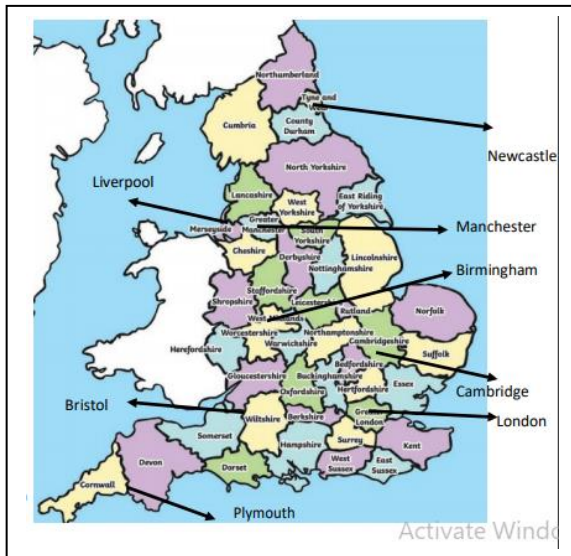 Northumberland
Tyne and
Cumbria
County
Durham
Newcastle
North Yorkshire
Liverpool
Lancashire
West
Yorkshire
East Riding
of Yorkshire
Greater
Manchester
Merseyside
South
Yorkshire
Manchester
Cheshire
Derbyshire
Nottinghamshire
Lincolnshire
Birmingham
Staffordshire
Shropshire
Leicestershire
Rutland
Norfolk
West
Worcestershire
Warwickshire
Northamptonshire
Cambridgeshire
Suffolk
Herefordshire
Bedfordshire
Buckinghamshire
Gloucestershire
Oxfordshire
Hertfordshire
Essex
Cambridge
Bristol
Wiltshire
Berkshire
Greater
London
London
Somerset
Hampshire
Surrey
Kent
West
Sussex
East
Sussex
Devon
Dorset
Cornwall
Plymouth
Activate Windo